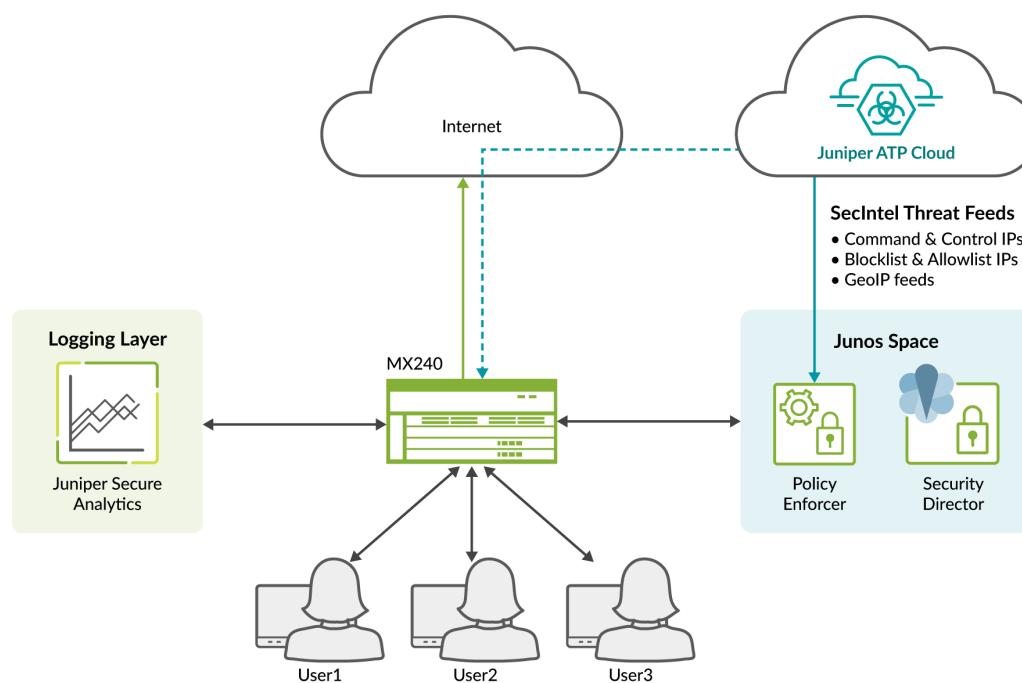 Internet
Juniper ATP Cloud
SecIntel Threat Feeds
• Command & Control IPs
• Blocklist & Allowlist IPs
• GeoIP feeds
Logging Layer
Juniper Secure
Analytics
MX240
Junos Space
Policy
Enforcer
Security
Director
User1
User2
User3